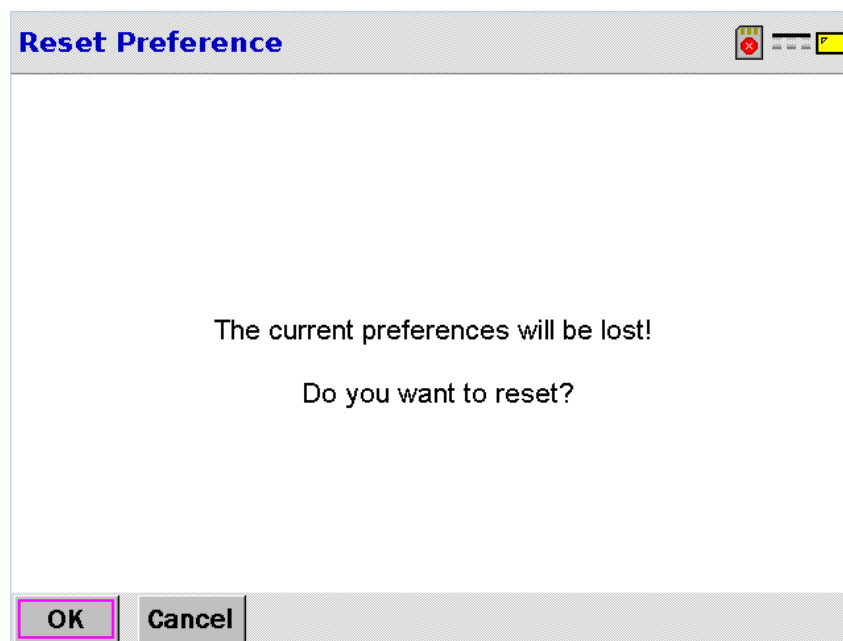 Reset Preference
The current preferences will be lost!
Do you want to reset?
OK Cancel